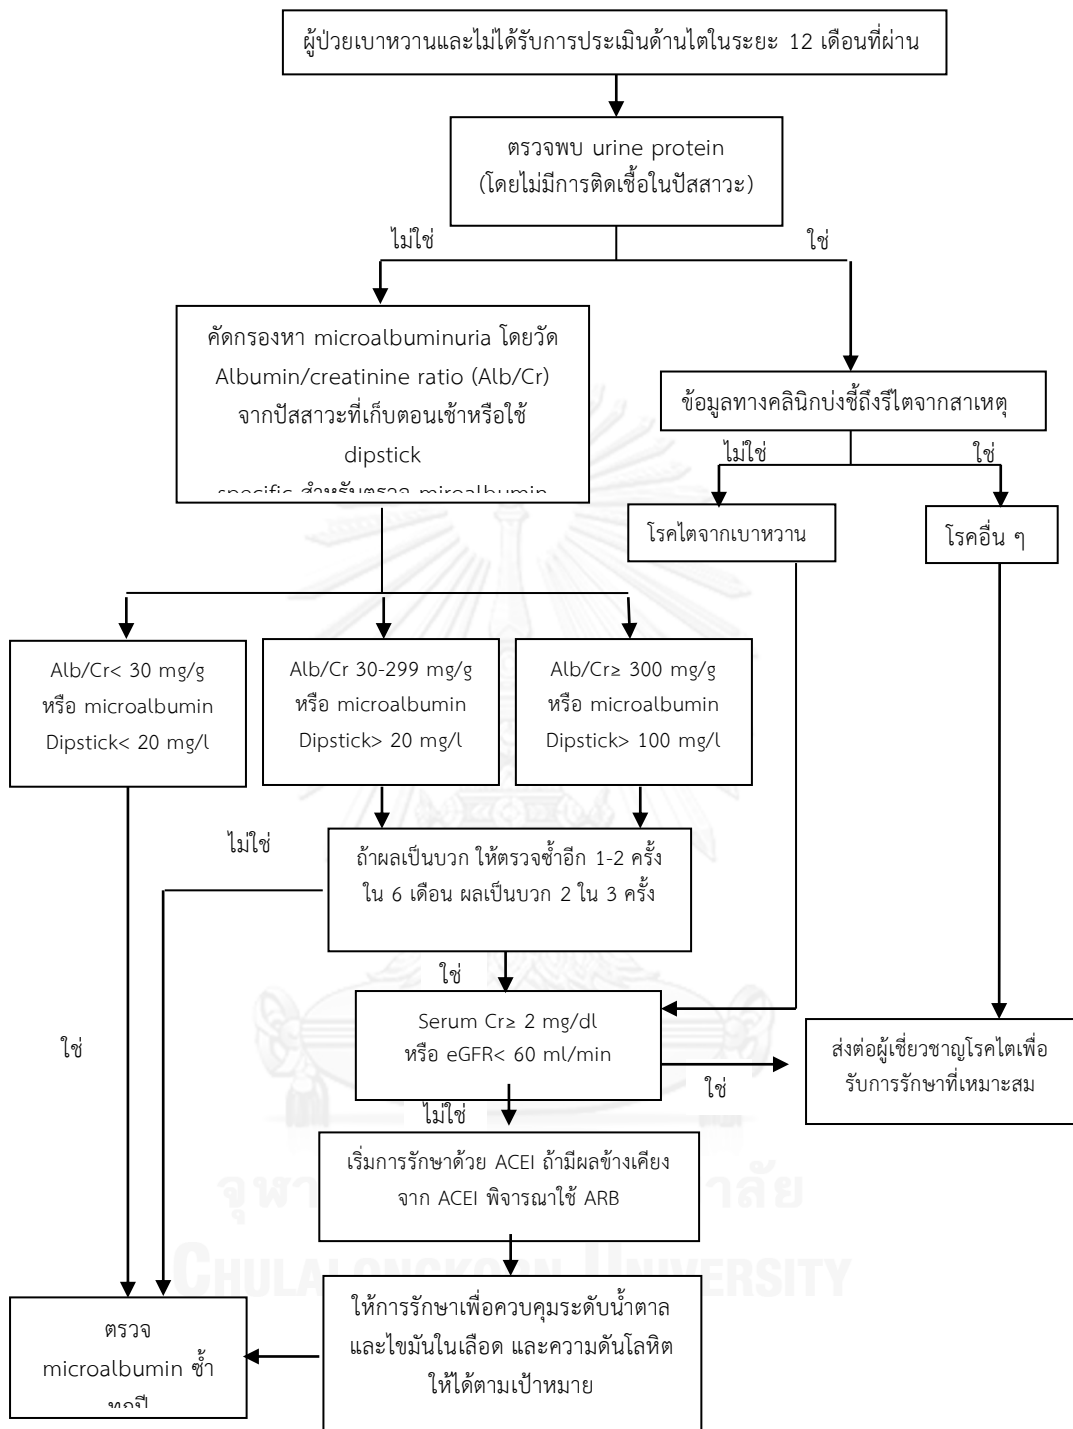 ผู้ป่วยเบาหวานและไม่ได้รับการประเมินด้านไตในระยะ 12 เดือนที่ผ่าน
ตรวจพบ urine protein
(โดยไม่มีการติดเชื้อในปัสสาวะ)
ไม่ใช่
ใช่
คัดกรองหา microalbuminuria โดยวัด
Albumin/creatinine ratio (Alb/Cr)
จากปัสสาวะที่เก็บตอนเช้าหรือใช้
dipstick
specific สำหรับตรวจ miroalbumin
ข้อมูลทางคลินิกบ่งชี้ถึงรีไตจากสาเหตุ
ไม่ใช่
ใช่
โรคไตจากเบาหวาน
โรคอื่น ๆ
Alb/Cr< 30 mg/g
หรือ microalbumin
Dipstick< 20 mg/l
Alb/Cr 30-299 mg/g
หรือ microalbumin
Dipstick> 20 mg/l
Alb/Cr≥ 300 mg/g
หรือ microalbumin
Dipstick> 100 mg/l
ไม่ใช่
ถ้าผลเป็นบวก ให้ตรวจซ้ำอีก 1-2 ครั้ง
ใน 6 เดือน ผลเป็นบวก 2 ใน 3 ครั้ง
ใช่
ใช่
Serum Cr≥ 2 mg/dl
หรือ eGFR< 60 ml/min
ใช่
ไม่ใช่
ส่งต่อผู้เชี่ยวชาญโรคไตเพื่อ
รับการรักษาที่เหมาะสม
เริ่มการรักษาด้วย ACEI ถ้ามีผลข้างเคียง
จาก ACEI พิจารณาใช้ ARB
ให้การรักษาเพื่อควบคุมระดับน้ำตาล
และไขมันในเลือด และความดันโลหิต
ให้ได้ตามเป้าหมาย
ตรวจ
microalbumin ซ้ำ
ทุกปี
CHULALONGKORN UNIVERSITY